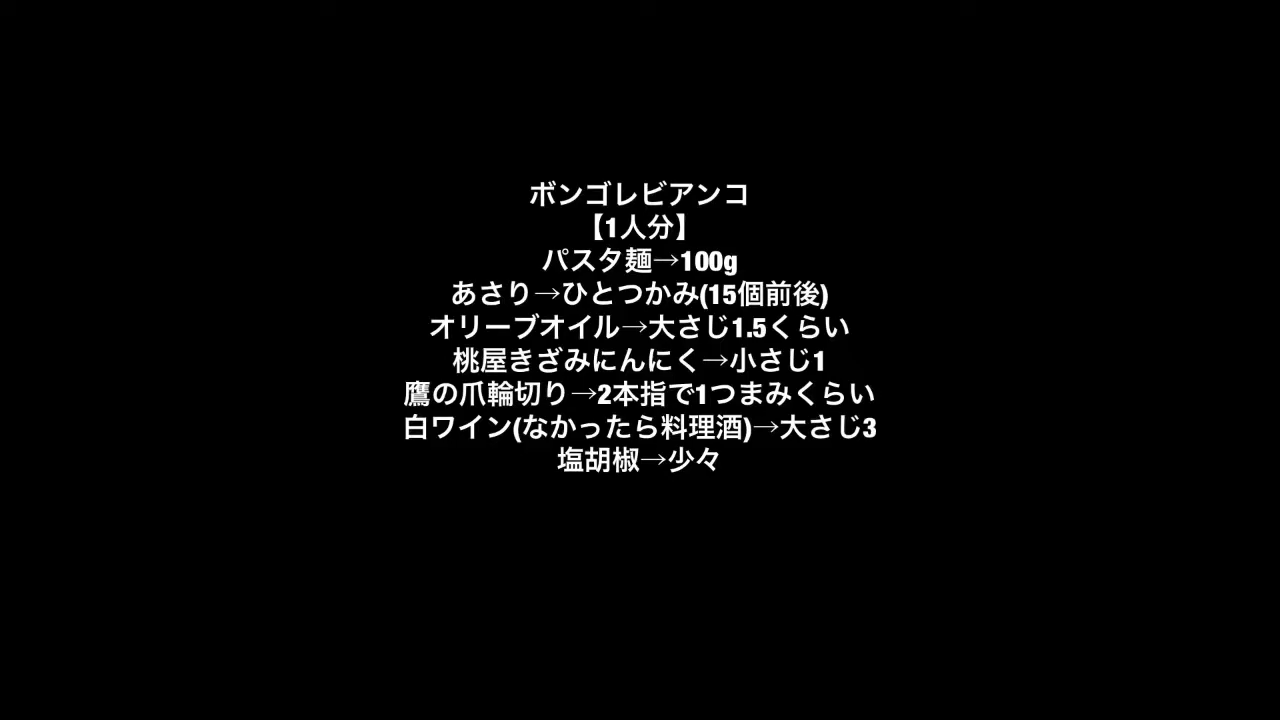 ボンゴレビアンコ
【1人分】
パスタ麺→100g
あさり→ひとつかみ(15個前後)
オリーブオイル→大さじ1.5くらい
桃屋きざみにんにく→小さじ1
鷹の爪輪切り→2本指で1つまみくらい
白ワイン(なかったら料理酒)→大さじ3
塩胡椒→少々